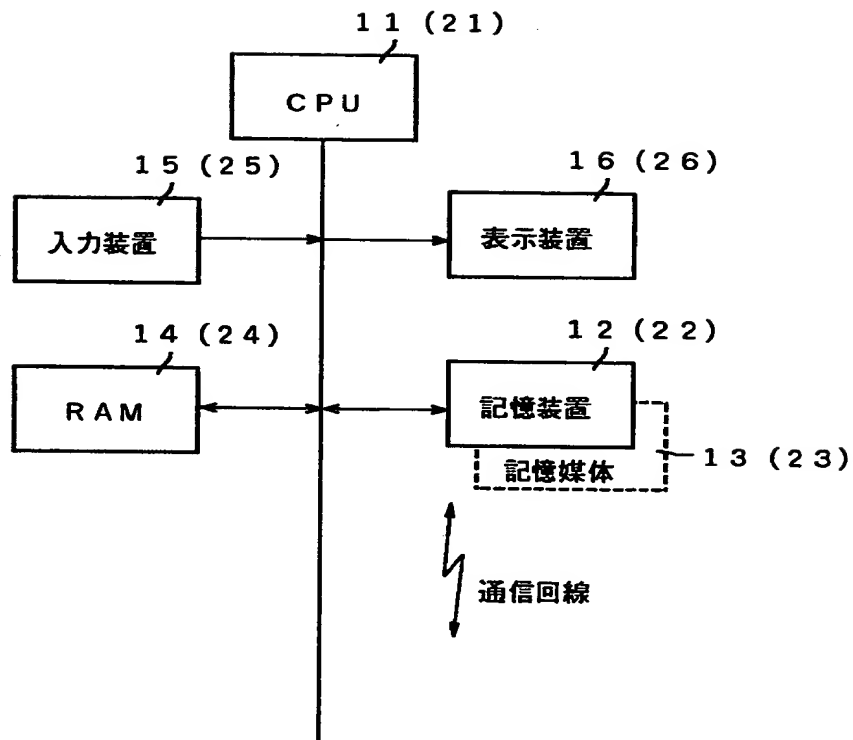 １１（２１）
ＣＰＵ
１５（２５）
１６（２６）
入力装置
表示装置
１４（２４）
１２（２２）
ＲＡＭ
記憶装置
１３（２３）
記憶媒体
通信回線